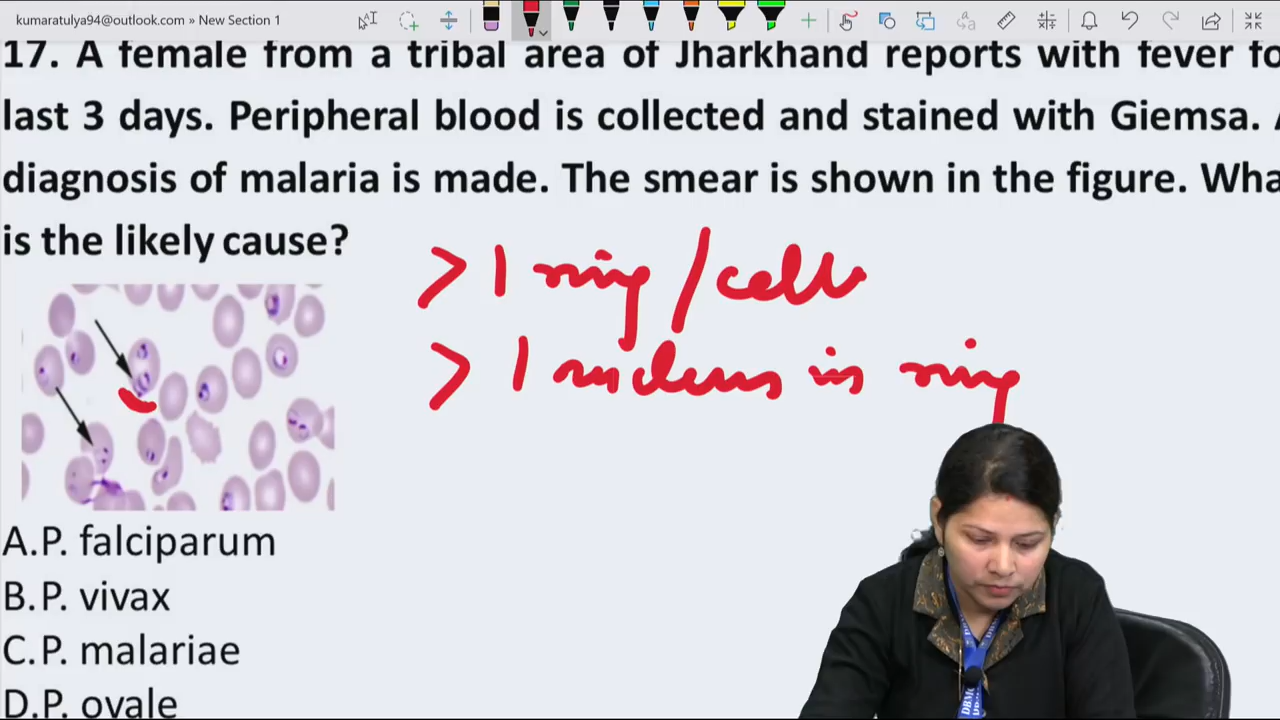 kumaratulya94@outlook.com » New Section 1
17. A female from a tribal area of Jharkhand reports with fever fo
last 3 days. Peripheral blood is collected and stained with Giemsa. A
diagnosis of malaria is made. The smear is shown in the figure. Wha
is the likely cause?
> 1 ring / cell
> 1 nucleus in ring
A.P. falciparum
B.P. vivax
C.P. malariae
D.P. ovale